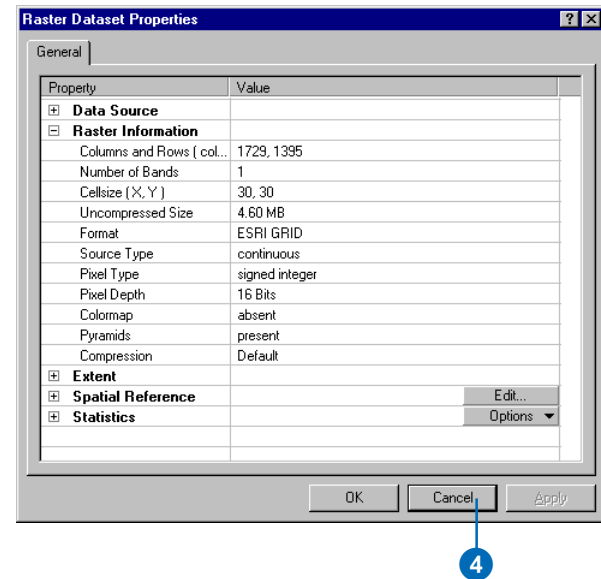 Raster Dataset Properties
General
Property Value
Data Source
Raster Information
Columns and Rows ( col... 1729, 1395
Number of Bands 1
Cellsize ( X, Y ) 30, 30
Uncompressed Size 4.60 MB
Format ESRI GRID
Source Type continuous
Pixel Type signed integer
Pixel Depth 16 Bits
Colormap absent
Pyramids present
Compression Default
Extent
Spatial Reference Edit...
Statistics Options
OK Cancel Apply
4